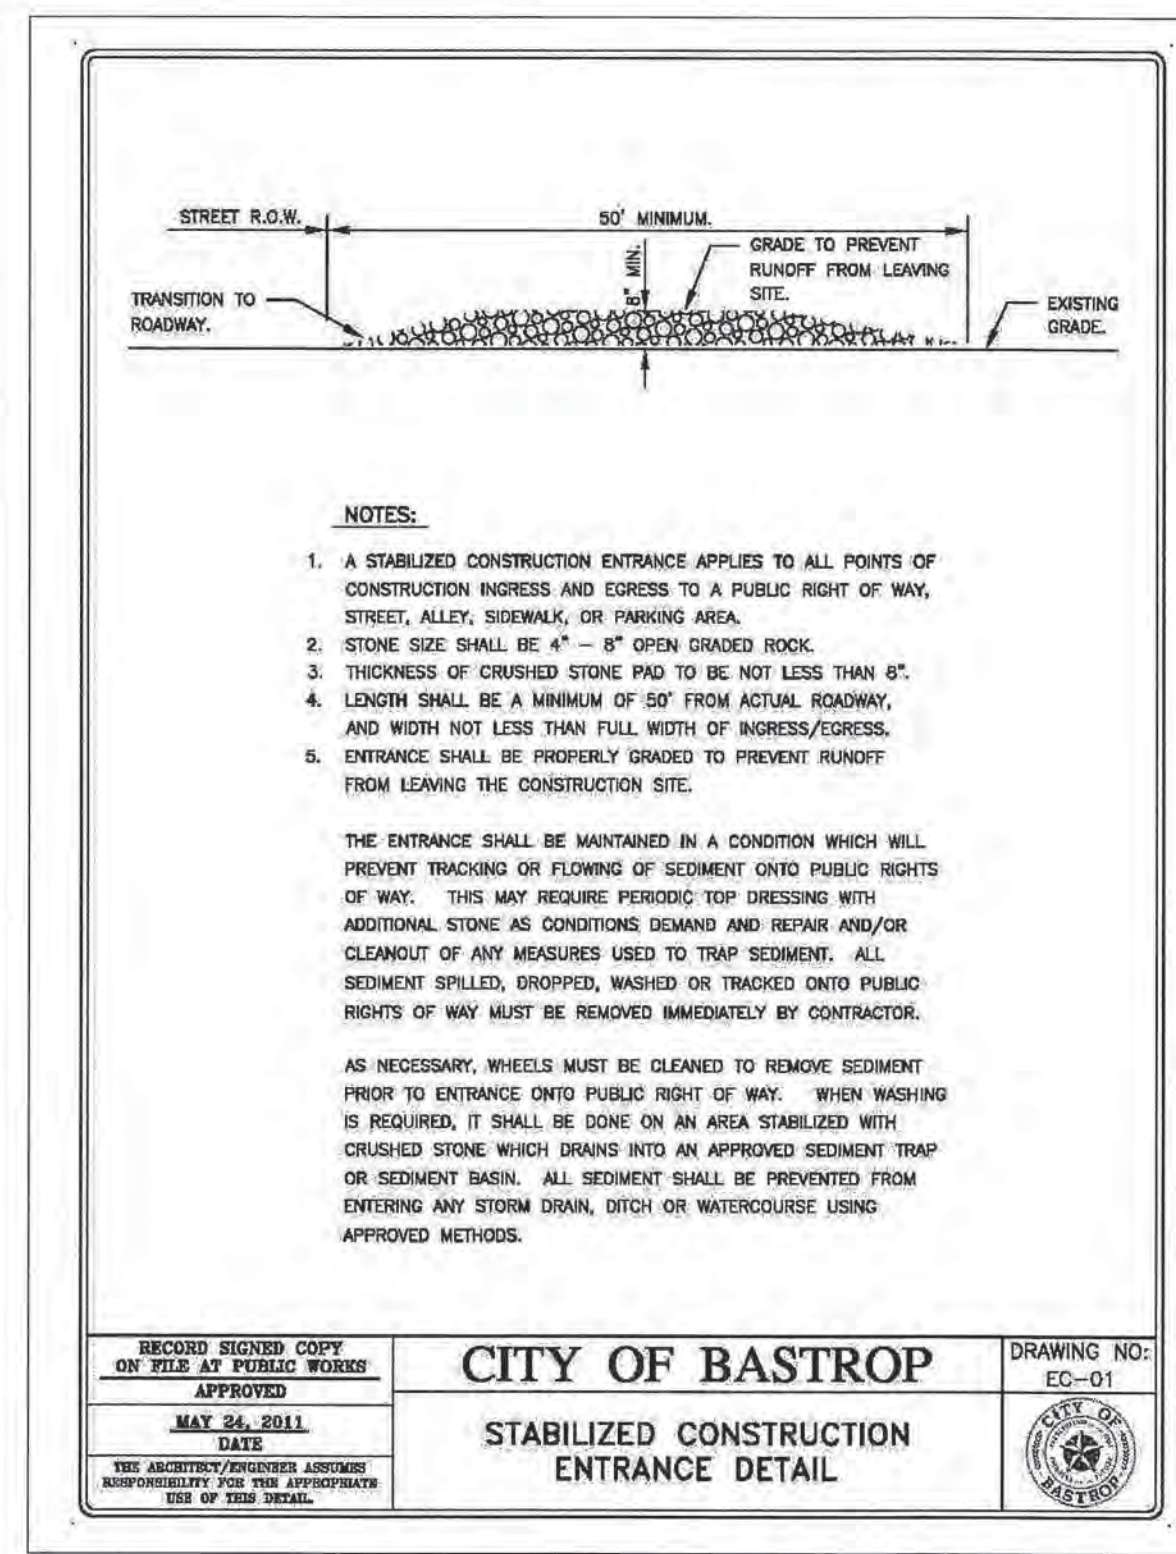 STREET R.O.W.
50' MINIMUM.
8" MIN.
GRADE TO PREVENT
RUNOFF FROM LEAVING
SITE.
TRANSITION TO
ROADWAY.
EXISTING
GRADE.
NOTES:
1. A STABILIZED CONSTRUCTION ENTRANCE APPLIES TO ALL POINTS OF
CONSTRUCTION INGRESS AND EGRESS TO A PUBLIC RIGHT OF WAY,
STREET, ALLEY, SIDEWALK, OR PARKING AREA.
2. STONE SIZE SHALL BE 4" – 8" OPEN GRADED ROCK.
3. THICKNESS OF CRUSHED STONE PAD TO BE NOT LESS THAN 8".
4. LENGTH SHALL BE A MINIMUM OF 50' FROM ACTUAL ROADWAY,
AND WIDTH NOT LESS THAN FULL WIDTH OF INGRESS/EGRESS.
5. ENTRANCE SHALL BE PROPERLY GRADED TO PREVENT RUNOFF
FROM LEAVING THE CONSTRUCTION SITE.
THE ENTRANCE SHALL BE MAINTAINED IN A CONDITION WHICH WILL
PREVENT TRACKING OR FLOWING OF SEDIMENT ONTO PUBLIC RIGHTS
OF WAY. THIS MAY REQUIRE PERIODIC TOP DRESSING WITH
ADDITIONAL STONE AS CONDITIONS DEMAND AND REPAIR AND/OR
CLEANOUT OF ANY MEASURES USED TO TRAP SEDIMENT. ALL
SEDIMENT SPILLED, DROPPED, WASHED OR TRACKED ONTO PUBLIC
RIGHTS OF WAY MUST BE REMOVED IMMEDIATELY BY CONTRACTOR.
AS NECESSARY, WHEELS MUST BE CLEANED TO REMOVE SEDIMENT
PRIOR TO ENTRANCE ONTO PUBLIC RIGHT OF WAY. WHEN WASHING
IS REQUIRED, IT SHALL BE DONE ON AN AREA STABILIZED WITH
CRUSHED STONE WHICH DRAINS INTO AN APPROVED SEDIMENT TRAP
OR SEDIMENT BASIN. ALL SEDIMENT SHALL BE PREVENTED FROM
ENTERING ANY STORM DRAIN, DITCH OR WATERCOURSE USING
APPROVED METHODS.
RECORD SIGNED COPY
ON FILE AT PUBLIC WORKS
APPROVED
MAY 24, 2011
DATE
THE ARCHITECT/ENGINEER ASSUMES
RESPONSIBILITY FOR THE APPROPRIATE
USE OF THIS DETAIL.
CITY OF BASTROP
STABILIZED CONSTRUCTION
ENTRANCE DETAIL
DRAWING NO:
EC-01
CITY OF
BASTROP